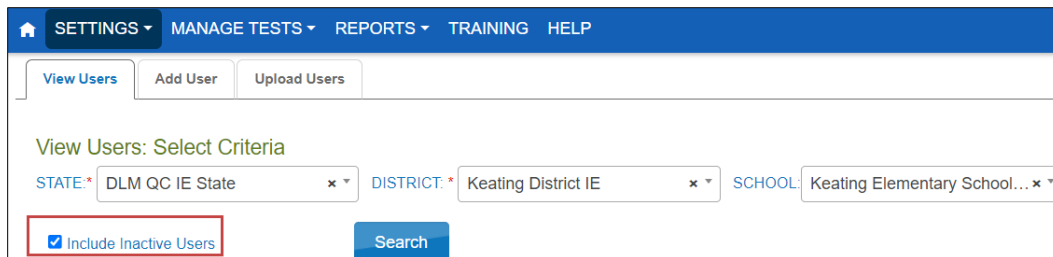 SETTINGS MANAGE TESTS REPORTS TRAINING HELP
View Users Add User Upload Users
View Users: Select Criteria
STATE:* DLM QC IE State × DISTRICT: * Keating District IE × SCHOOL: Keating Elementary School... ×
Include Inactive Users Search